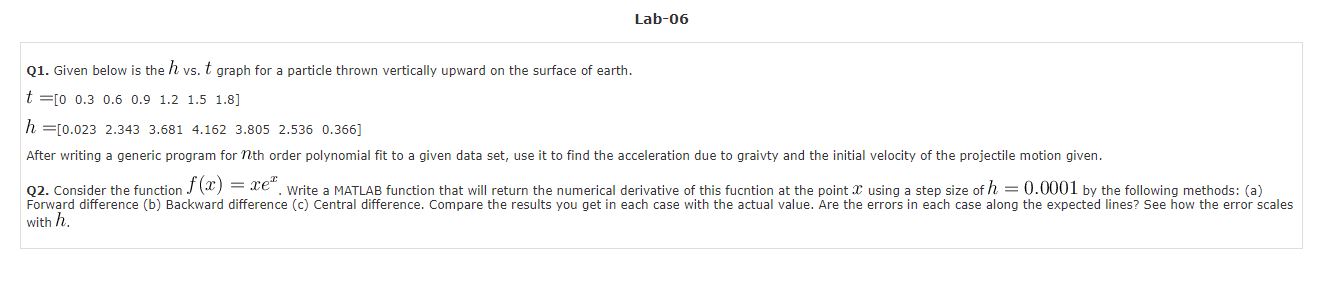 Lab-06
Q1. Given below is the h vs. t graph for a particle thrown vertically upward on the surface of earth.
t =[0 0.3 0.6 0.9 1.2 1.5 1.8]
h =[0.023 2.343 3.681 4.162 3.805 2.536 0.366]
After writing a generic program for nth order polynomial fit to a given data set, use it to find the acceleration due to graivty and the initial velocity of the projectile motion given.
Q2. Consider the function f(x) = xe^x. Write a MATLAB function that will return the numerical derivative of this fucntion at the point x using a step size of h = 0.0001 by the following methods: (a)
Forward difference (b) Backward difference (c) Central difference. Compare the results you get in each case with the actual value. Are the errors in each case along the expected lines? See how the error scales
with h.